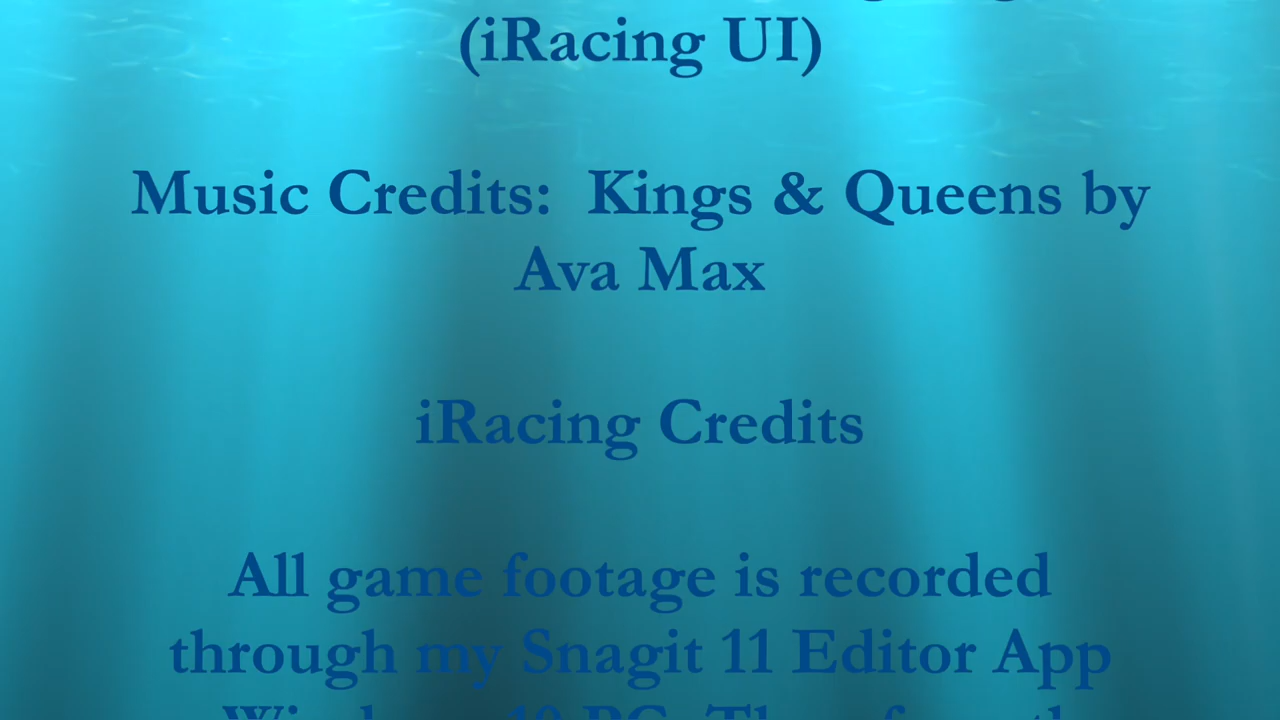 (iRacing UI)
Music Credits:  Kings & Queens by
Ava Max
iRacing Credits
All game footage is recorded
through my Snagit 11 Editor App